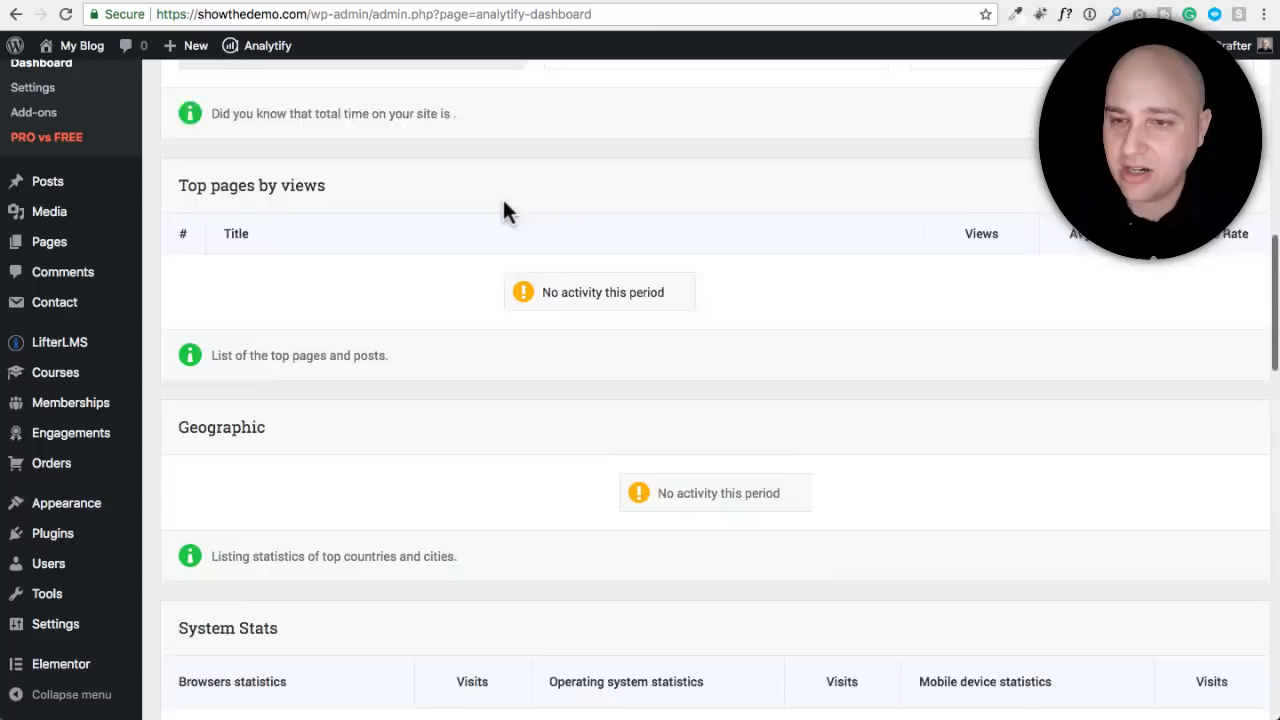 Secure https://showthedemo.com/wp-admin/admin.php?page=analytify-dashboard
My Blog 0 New Analytify
Dashboard
Settings
Add-ons
PRO vs FREE
Posts
Media
Pages
Comments
Contact
LifterLMS
Courses
Memberships
Engagements
Orders
Appearance
Plugins
Users
Tools
Settings
Elementor
Collapse menu
Did you know that total time on your site is .
Top pages by views
# Title Views Rate
No activity this period
List of the top pages and posts.
Geographic
No activity this period
Listing statistics of top countries and cities.
System Stats
Browsers statistics Visits Operating system statistics Visits Mobile device statistics Visits